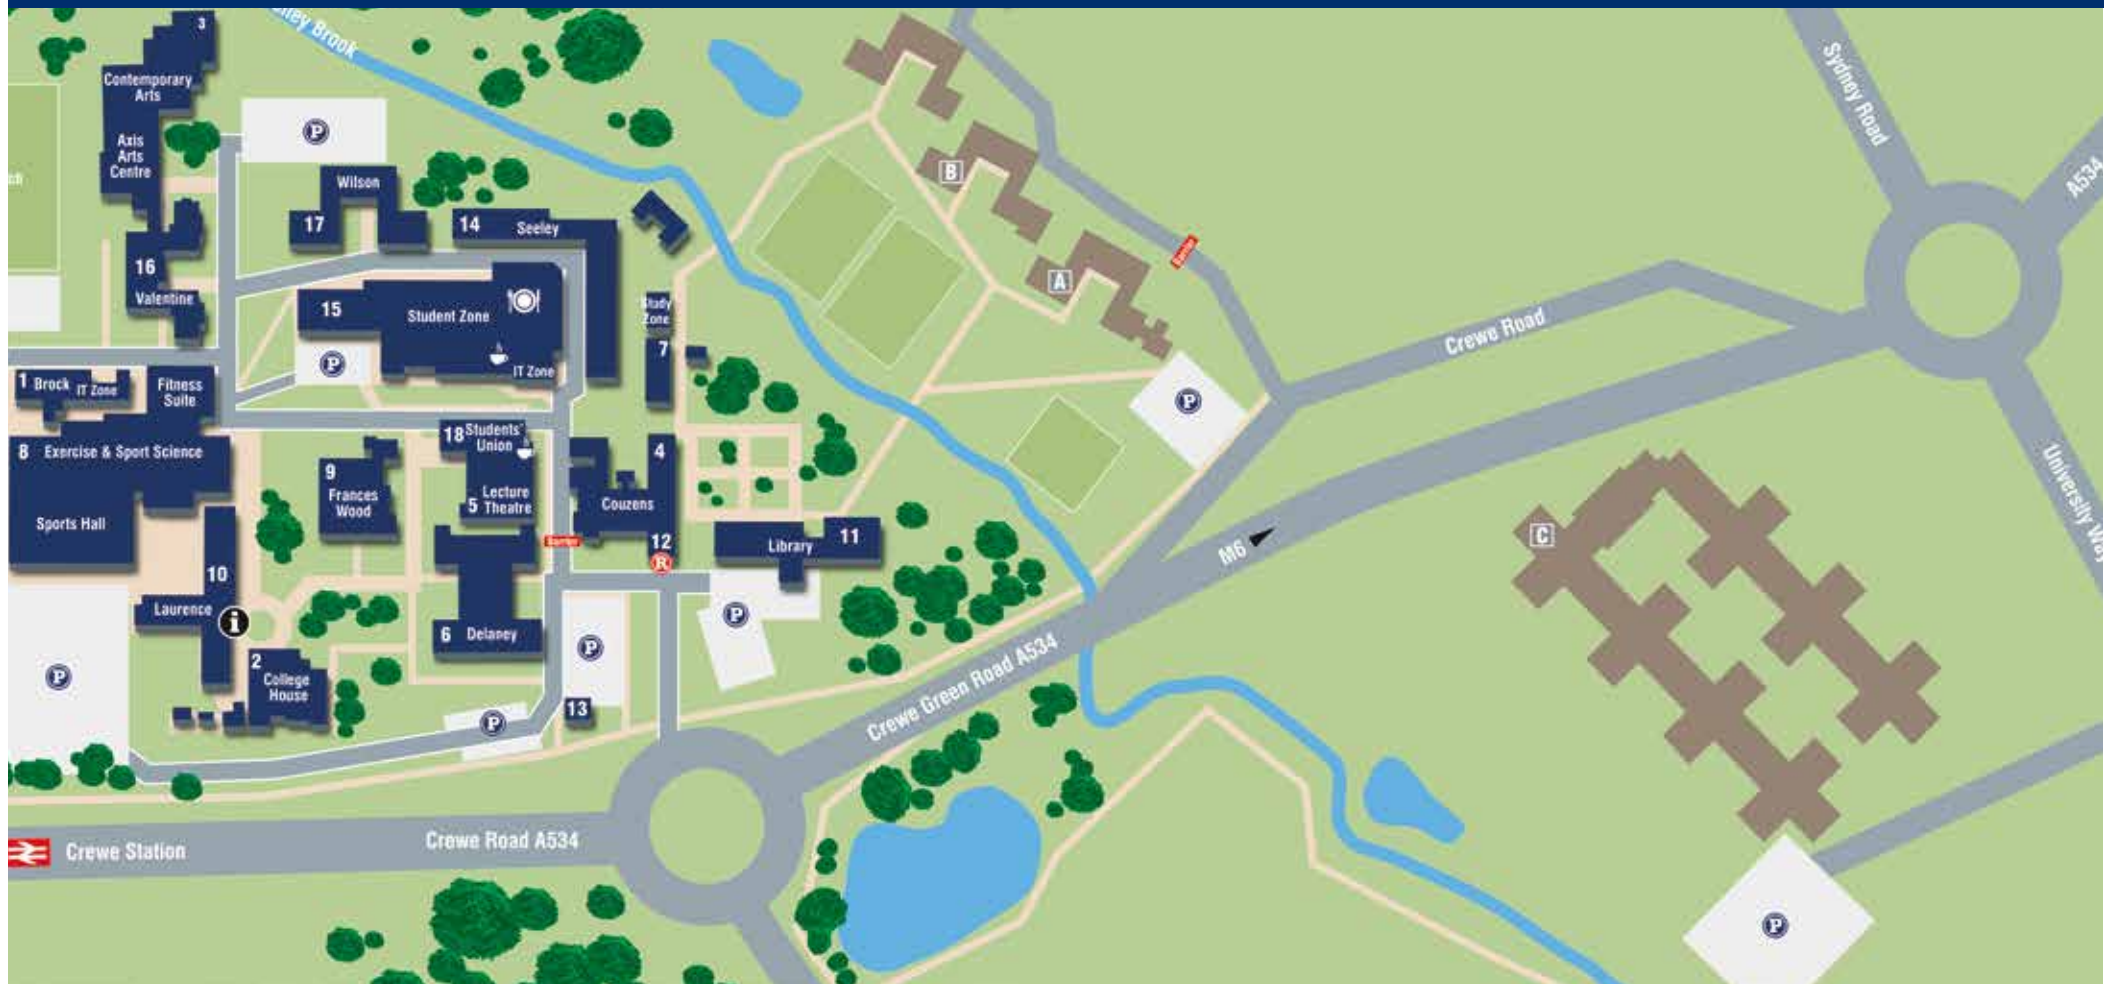 3
Contemporary
Arts
Axis
Arts
Centre
Brook
P
Wilson
17
14
Seeley
16
Valentine
15
Student Zone
IT Zone
P
Study
Zone
7
1
Brock
IT Zone
Fitness
Suite
8
Exercise & Sport Science
Sports Hall
9
Frances
Wood
18
Students'
Union
5
Lecture
Theatre
4
Couzens
12
R
Barrier
Library
11
10
Laurence
i
6
Delaney
2
College
House
P
P
P
P
13
B
A
Barrier
P
Sydney Road
A534
Crewe Road
University Way
M6
C
Crewe Green Road A534
Crewe Station
Crewe Road A534
P